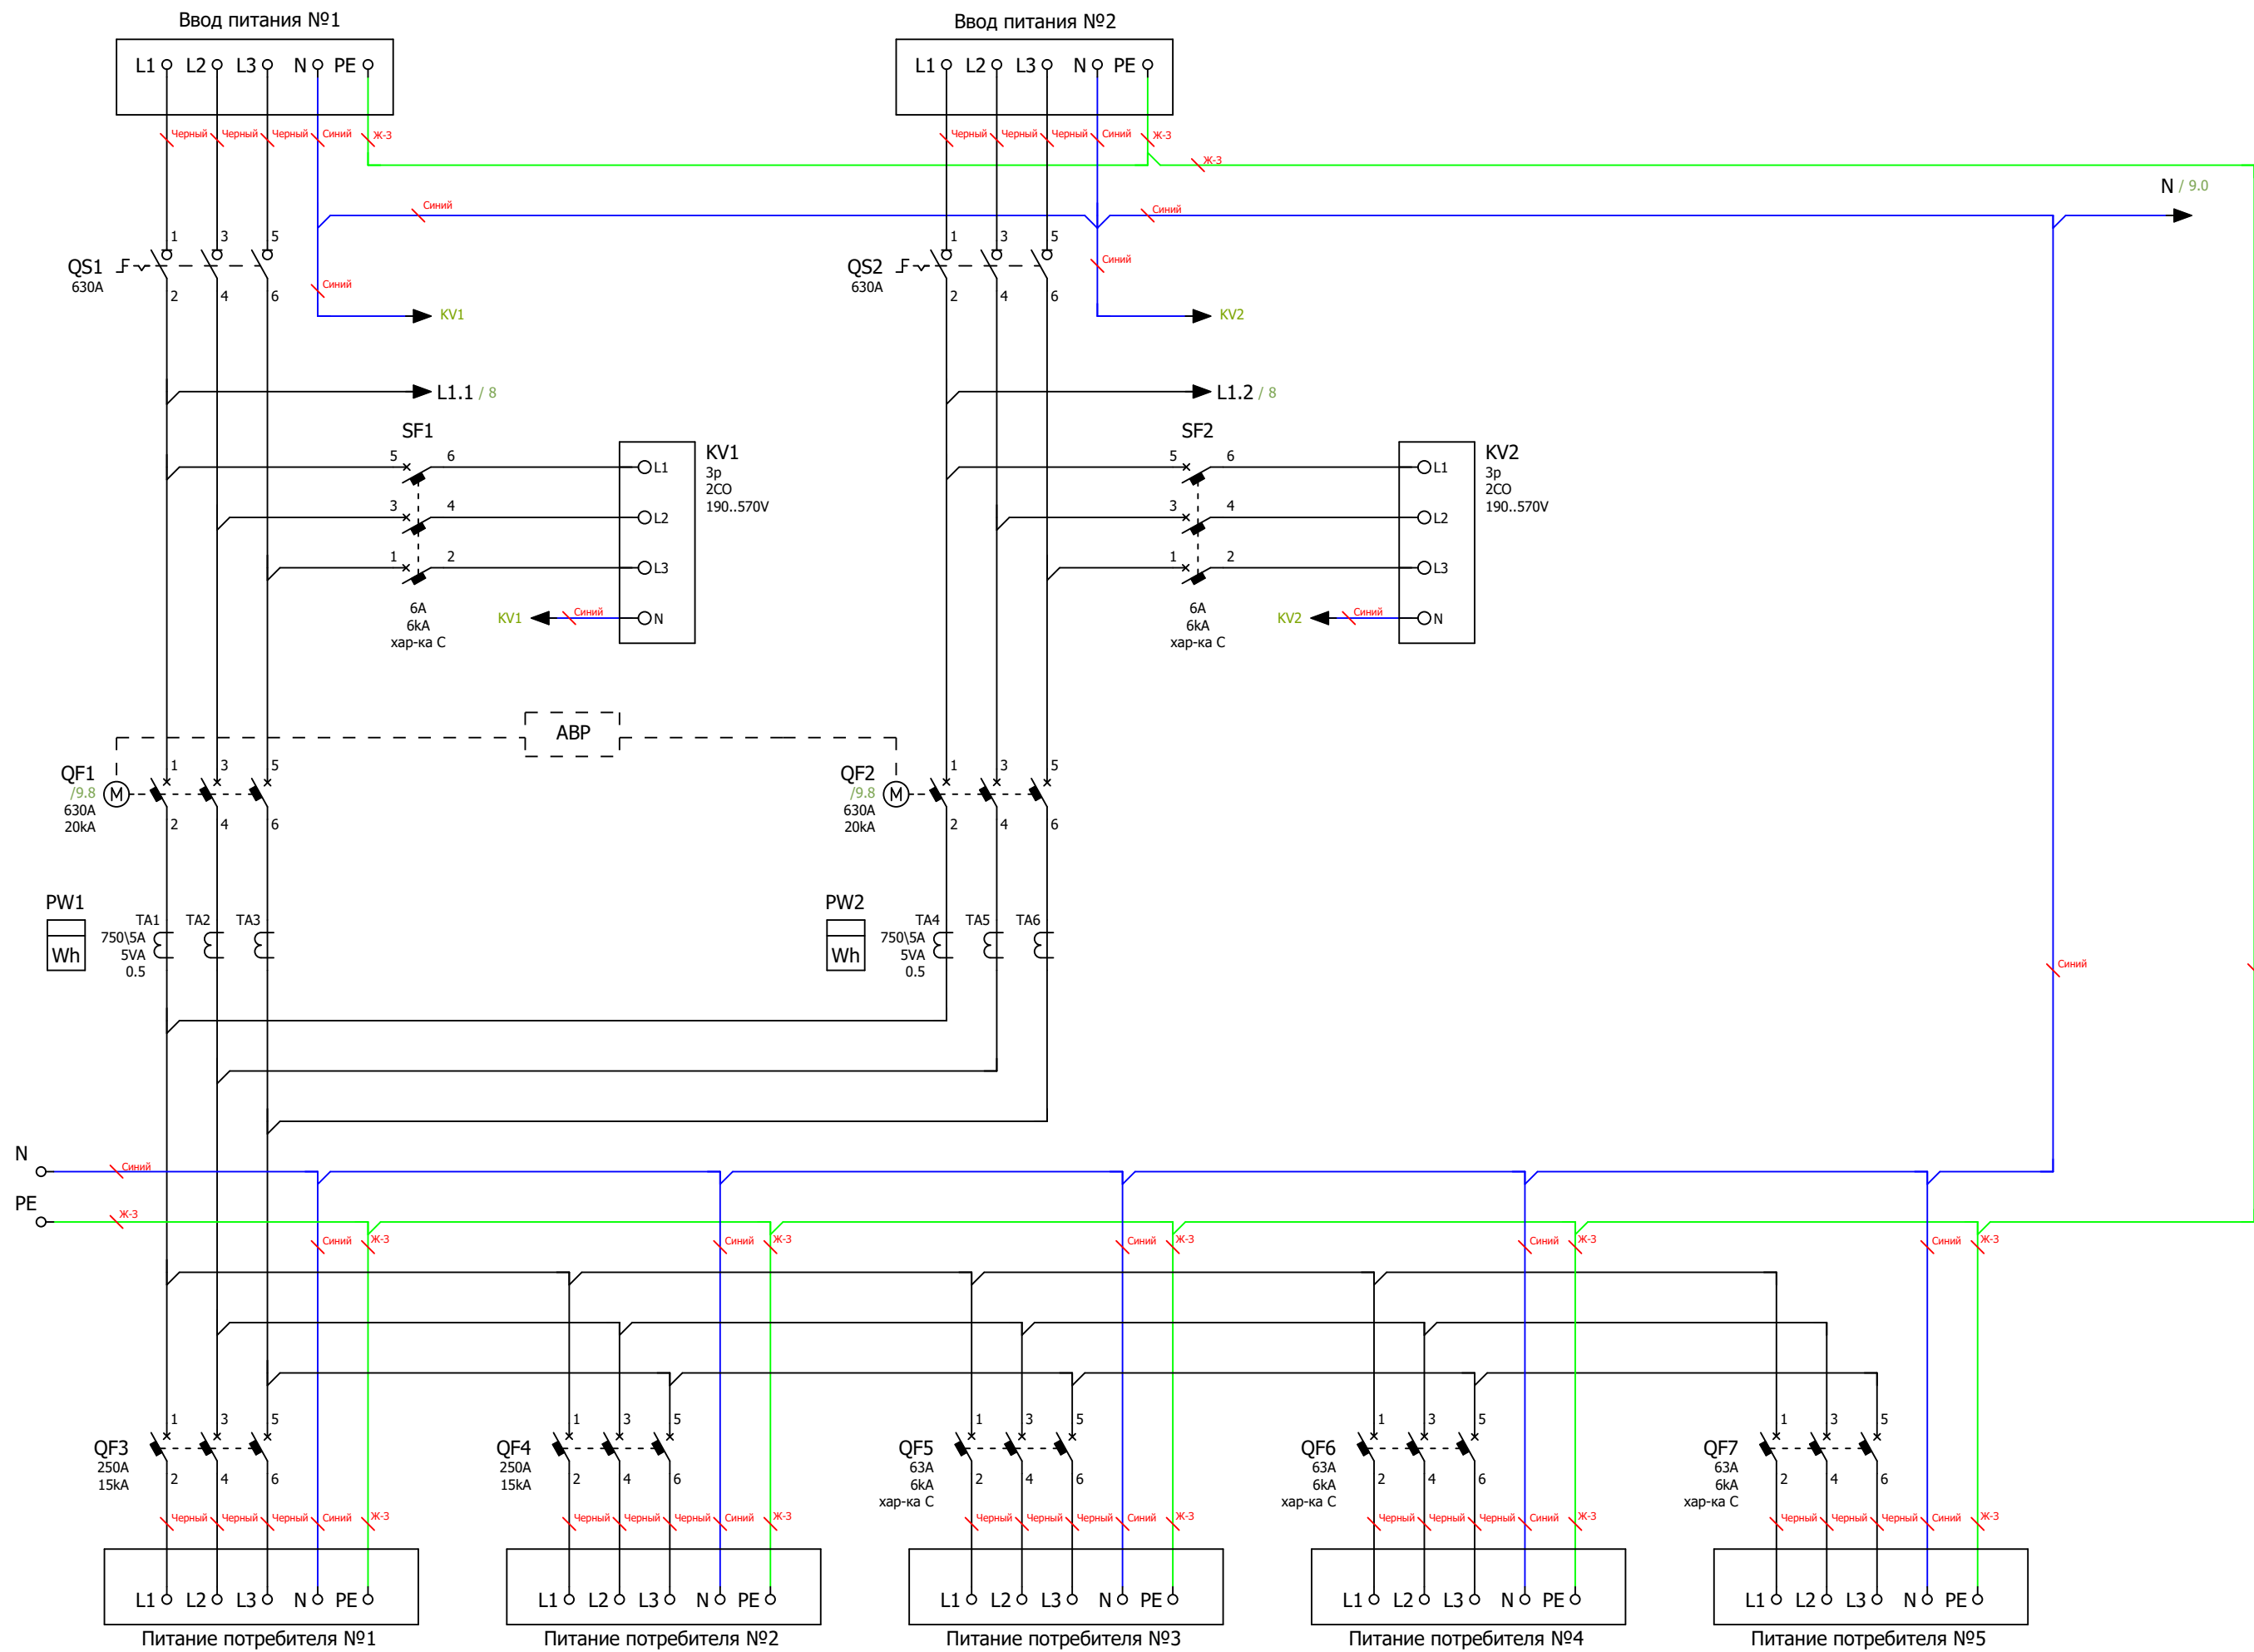 Ввод питания №1
Ввод питания №2
L1 L2 L3 N PE
L1 L2 L3 N PE
Черный Черный Черный Синий Ж-З
Черный Черный Черный Синий Ж-З
Ж-З
N / 9.0
Синий
Синий
1 3 5
1 3 5
QS1
630A
QS2
630A
Синий
Синий
2 4 6
2 4 6
KV1
KV2
L1.1 / 8
L1.2 / 8
SF1
SF2
5 6
3 4
1 2
5 6
3 4
1 2
KV1
3p
2CO
190..570V
KV2
3p
2CO
190..570V
L1
L2
L3
N
L1
L2
L3
N
6A
6kA
хар-ка C
6A
6kA
хар-ка C
KV1 Синий
KV2 Синий
АВР
QF1
/9.8
630A
20kA
M
1 3 5
2 4 6
QF2
/9.8
630A
20kA
M
1 3 5
2 4 6
PW1
Wh
TA1 TA2 TA3
750\5A
5VA
0.5
PW2
Wh
TA4 TA5 TA6
750\5A
5VA
0.5
Синий
N
Синий
PE
Ж-З
Синий Ж-З
Синий Ж-З
Синий Ж-З
Синий Ж-З
Синий Ж-З
QF3
250A
15kA
1 3 5
2 4 6
QF4
250A
15kA
1 3 5
2 4 6
QF5
63A
6kA
хар-ка C
1 3 5
2 4 6
QF6
63A
6kA
хар-ка C
1 3 5
2 4 6
QF7
63A
6kA
хар-ка C
1 3 5
2 4 6
Черный Черный Черный Синий Ж-З
Черный Черный Черный Синий Ж-З
Черный Черный Черный Синий Ж-З
Черный Черный Черный Синий Ж-З
Черный Черный Черный Синий Ж-З
L1 L2 L3 N PE
L1 L2 L3 N PE
L1 L2 L3 N PE
L1 L2 L3 N PE
L1 L2 L3 N PE
Питание потребителя №1
Питание потребителя №2
Питание потребителя №3
Питание потребителя №4
Питание потребителя №5